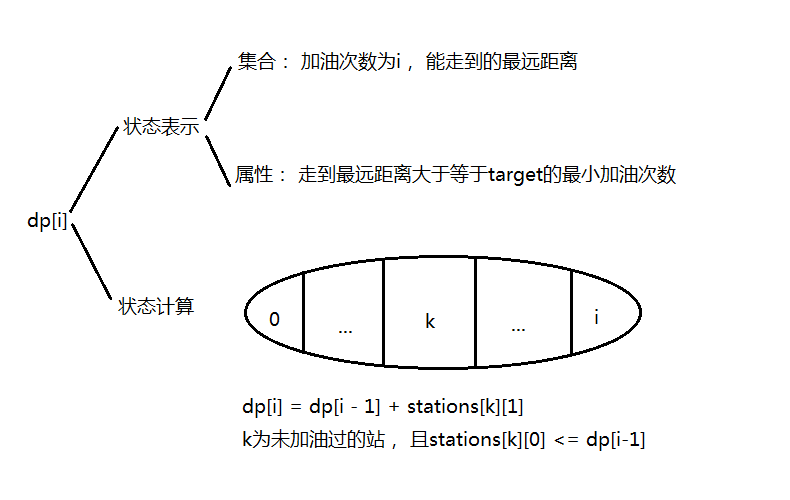 集合： 加油次数为i ，能走到的最远距离
状态表示
属性： 走到最远距离大于等于target的最小加油次数
dp[i]
状态计算
0 ... k ... i
dp[i] = dp[i - 1] + stations[k][1]
k为未加油过的站 ，且stations[k][0] <= dp[i-1]